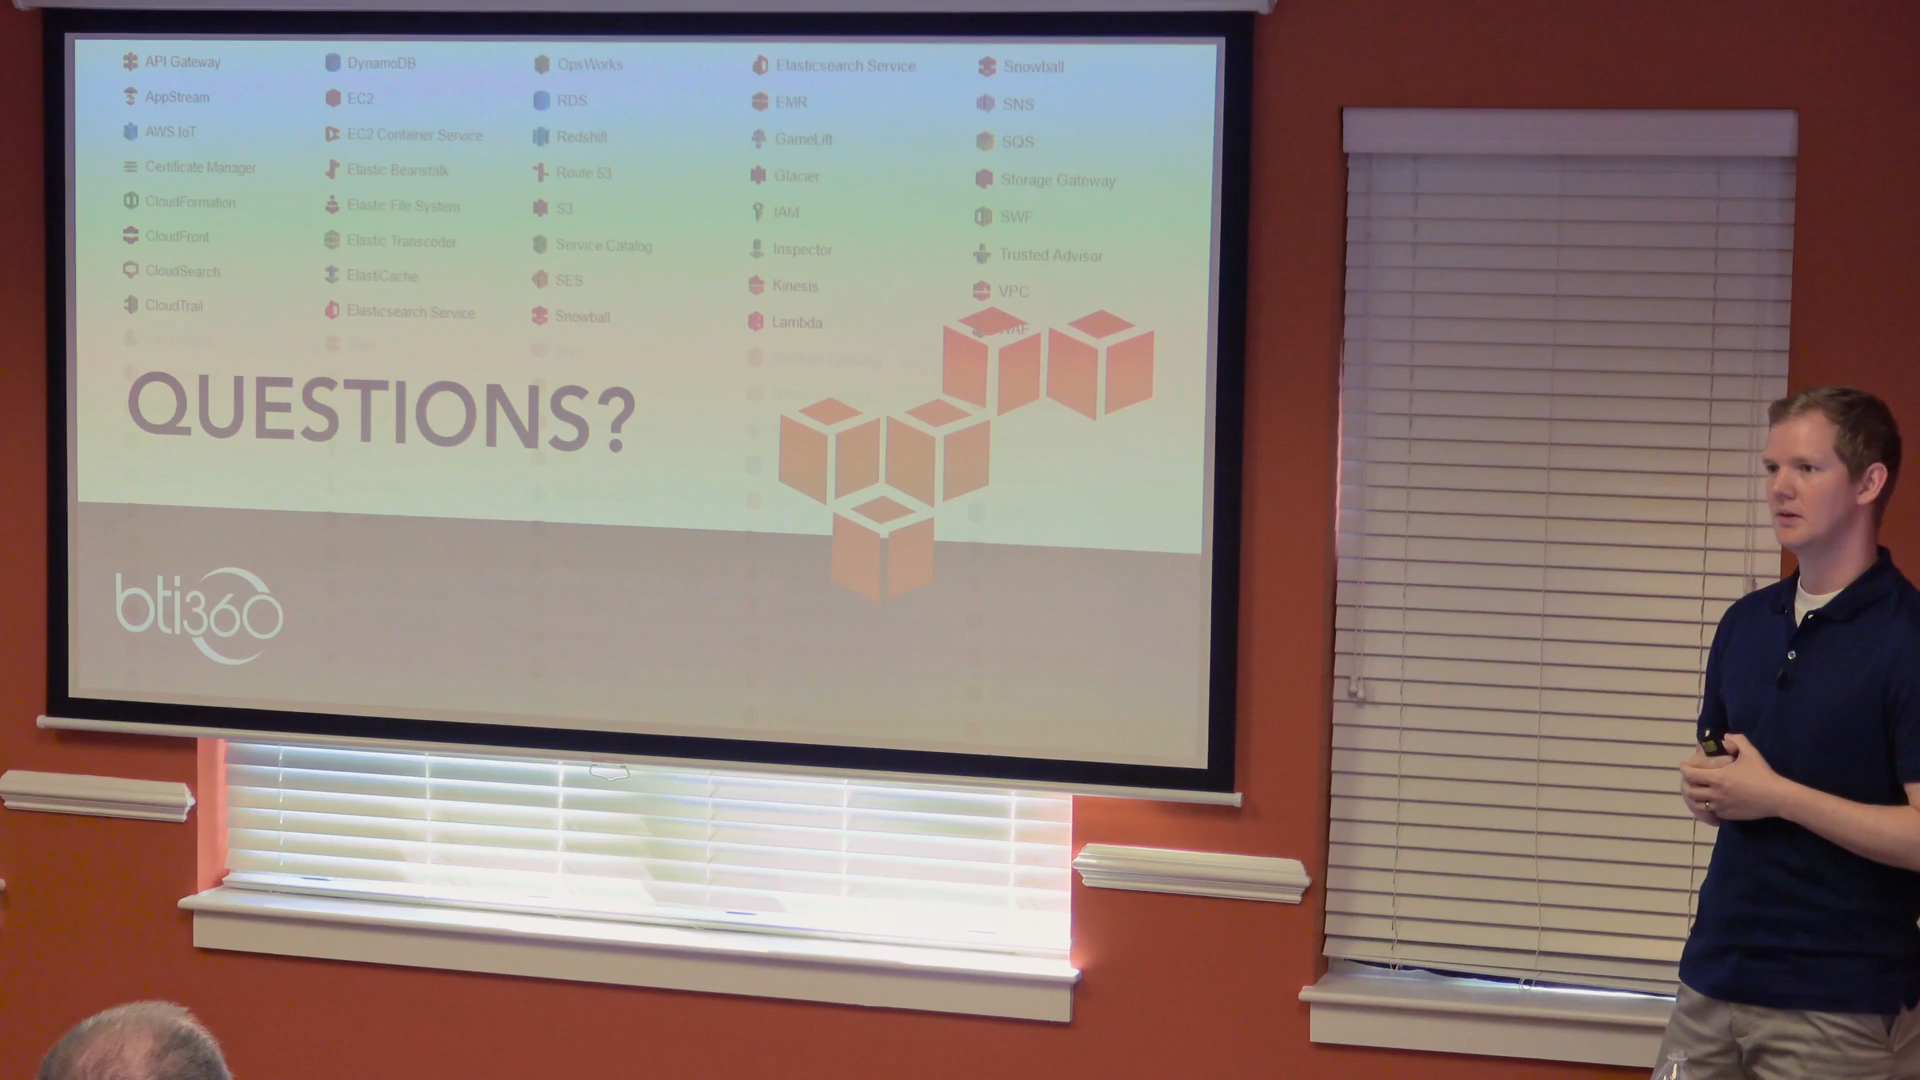 API Gateway
AppStream
AWS IoT
Certificate Manager
CloudFormation
CloudFront
CloudSearch
CloudTrail
DynamoDB
EC2
EC2 Container Service
Elastic Beanstalk
Elastic File System
Elastic Transcoder
ElastiCache
Elasticsearch Service
OpsWorks
RDS
Redshift
Route 53
S3
Service Catalog
SES
Snowball
Elasticsearch Service
EMR
GameLift
Glacier
IAM
Inspector
Kinesis
Lambda
Snowball
SNS
SQS
Storage Gateway
SWF
Trusted Advisor
VPC
QUESTIONS?
bti360